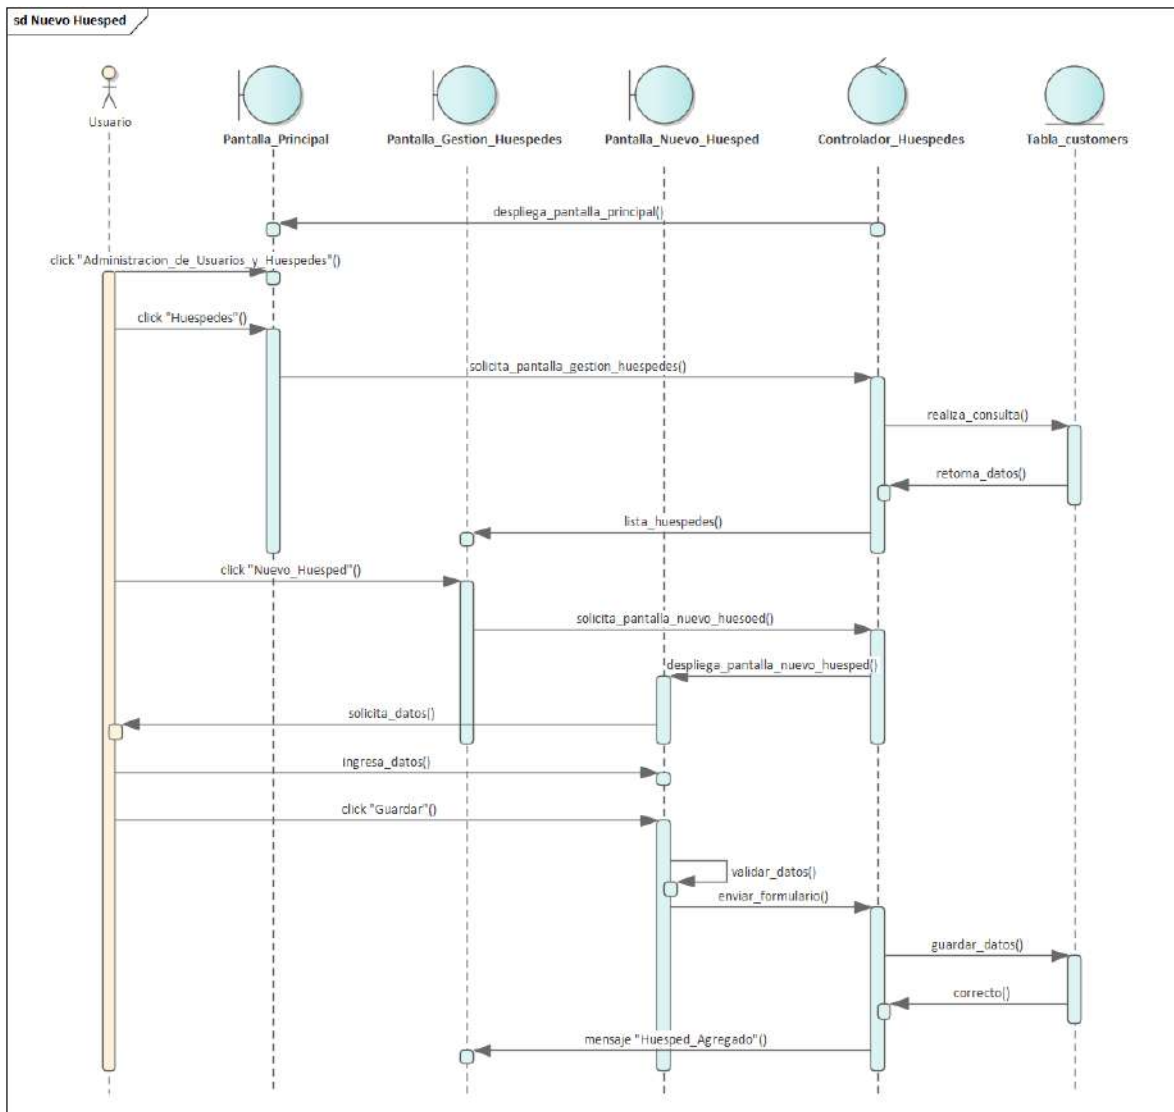 sd Nuevo Huesped
Usuario
Pantalla_Principal
Pantalla_Gestion_Huespedes
Pantalla_Nuevo_Huesped
Controlador_Huespedes
Tabla_customers
despliega_pantalla_principal()
click "Administracion_de_Usuarios_y_Huespedes"()
click "Huespedes"()
solicita_pantalla_gestion_huespedes()
realiza_consulta()
retorna_datos()
lista_huespedes()
click "Nuevo_Huesped"()
solicita_pantalla_nuevo_huesoed()
despliega_pantalla_nuevo_huesped()
solicita_datos()
ingresa_datos()
click "Guardar"()
validar_datos()
enviar_formulario()
guardar_datos()
correcto()
mensaje "Huesped_Agregado"()